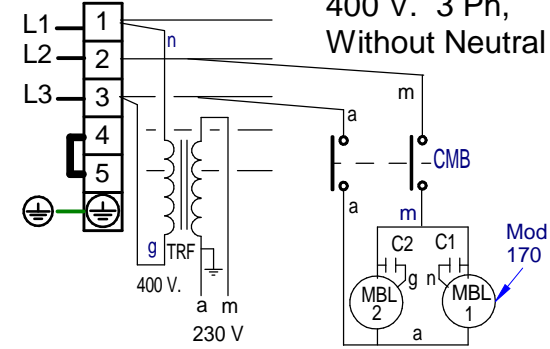 400 V. 3 Ph,
Without Neutral
L1
1
n
L2
2
L3
3
m
a
4
CMB
5
a
m
Mod
170
g
TRF
C2
C1
400 V.
g
n
MBL
2
MBL
1
a
m
a
230 V